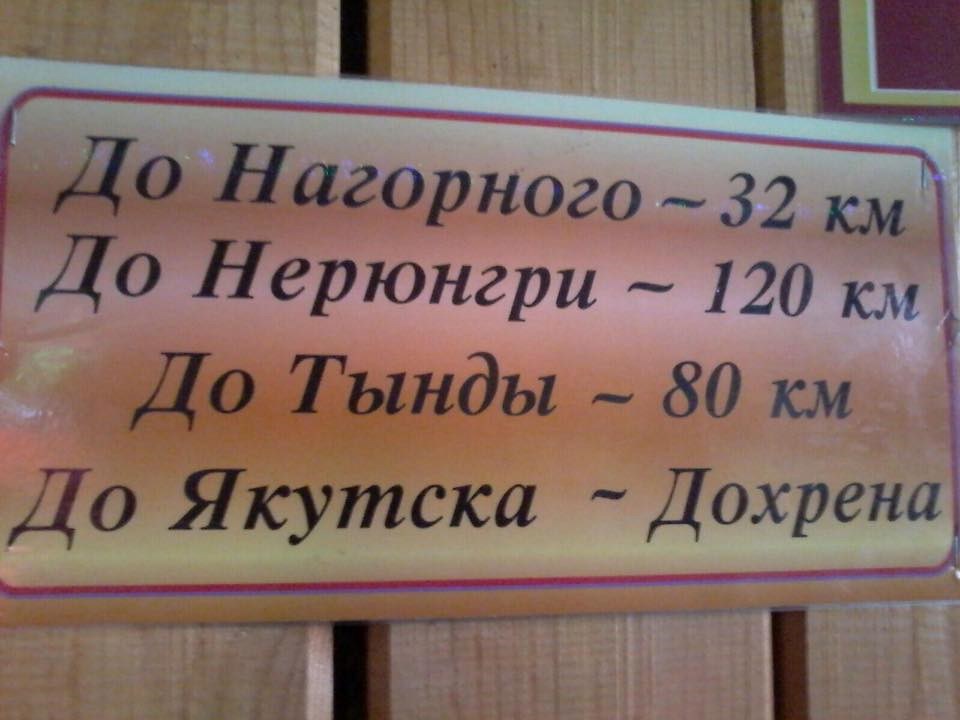 До Нагорного ~ 32 км
До Нерюнгри ~ 120 км
До Тынды ~ 80 км
До Якутска ~ Дохрена